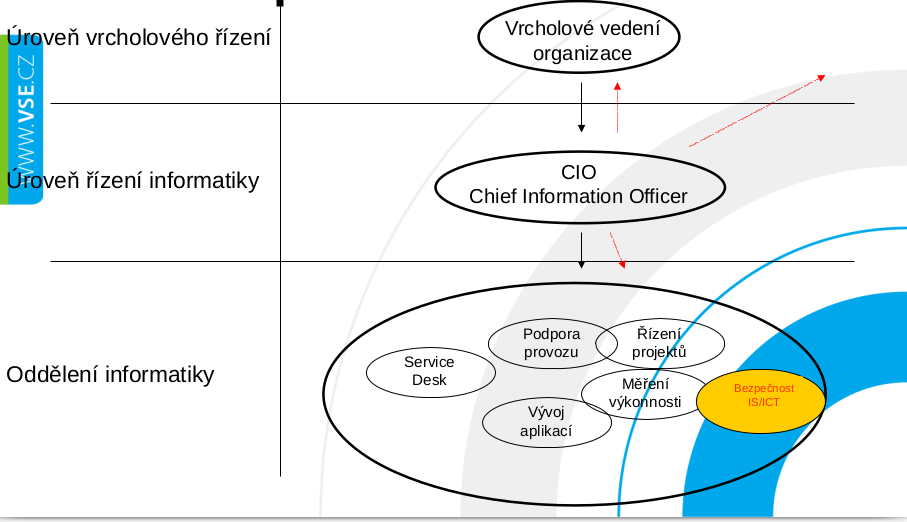 Úroveň vrcholového řízení
Vrcholové vedení
organizace
WWW.VSE.CZ
Úroveň řízení informatiky
CIO
Chief Information Officer
Oddělení informatiky
Podpora
provozu
Řízení
projektů
Service
Desk
Měření
výkonnosti
Bezpečnost
IS/ICT
Vývoj
aplikací